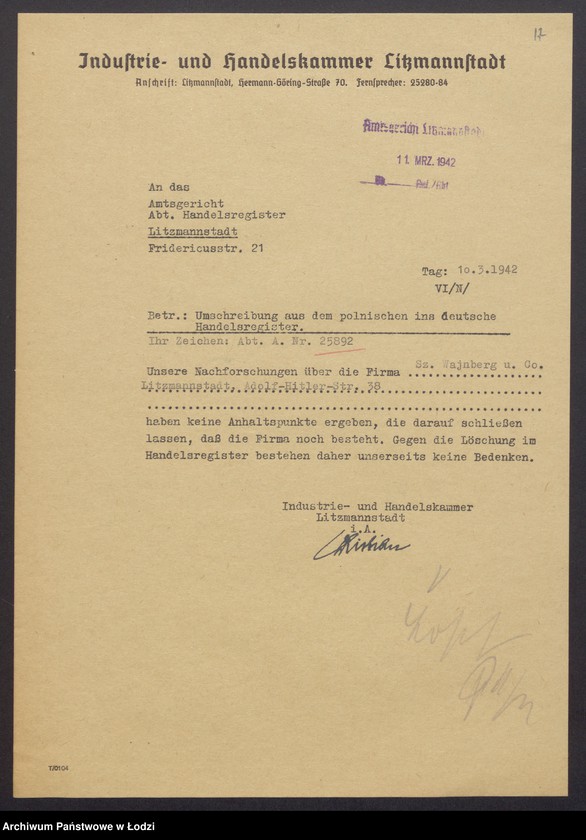 12
Industrie- und Handelskammer Litzmannstadt
Anschrift: Litzmannstadt, Hermann-Göring-Straße 70. Fernsprecher: 25280-84
Amtsgericht Litzmannstadt
11. MRZ. 1942
An das
Amtsgericht
Abt. Handelsregister
Litzmannstadt
Fridericusstr. 21
Tag: 10.3.1942
VI/N/
Betr.: Umschreibung aus dem polnischen ins deutsche
Handelsregister.
Ihr Zeichen: Abt. A. Nr. 25892
Unsere Nachforschungen über die Firma Sz. Wajnberg u. Co.
Litzmannstadt, Adolf-Hitler-Str. 38
haben keine Anhaltspunkte ergeben, die darauf schließen
lassen, daß die Firma noch besteht. Gegen die Löschung im
Handelsregister bestehen daher unserseits keine Bedenken.
Industrie- und Handelskammer
Litzmannstadt
i.A.
120104
Archiwum Państwowe w Łodzi